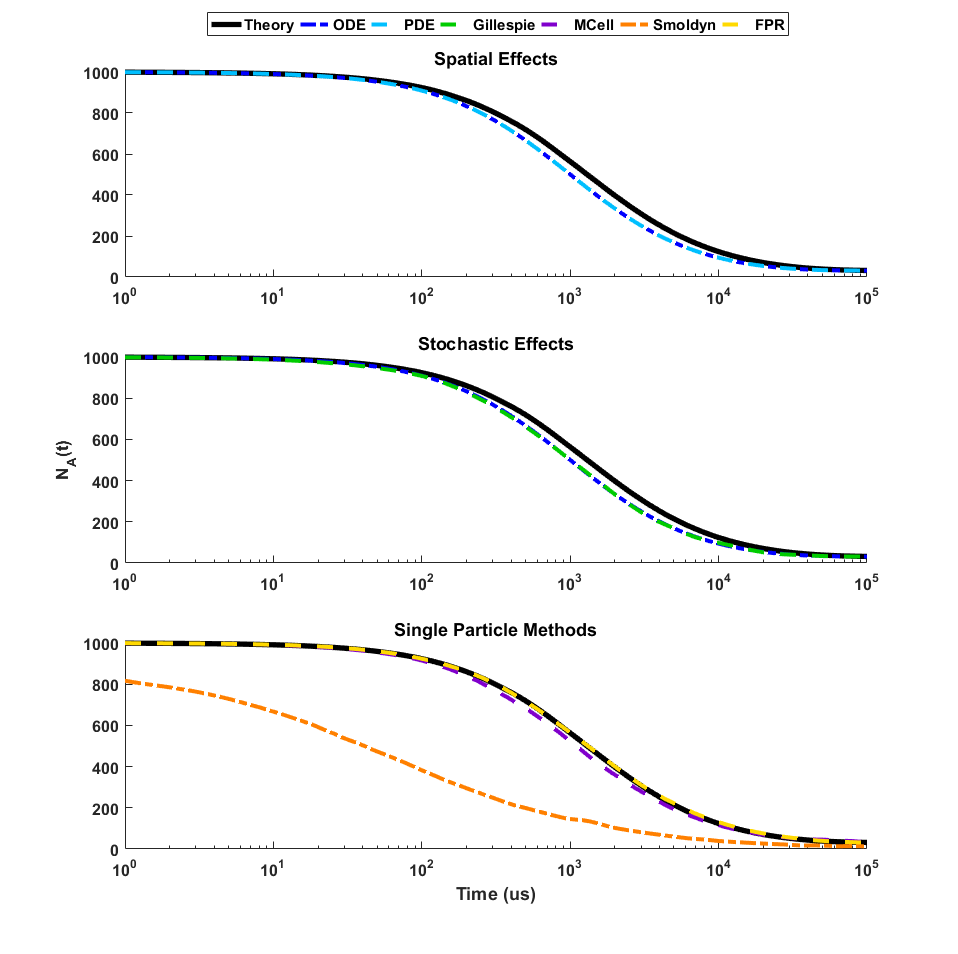 Theory ODE PDE Gillespie MCell Smoldyn FPR
Spatial Effects
1000
800
600
400
200
0
10^0 10^1 10^2 10^3 10^4 10^5
Stochastic Effects
1000
800
600
400
200
0
N_A(t)
10^0 10^1 10^2 10^3 10^4 10^5
Single Particle Methods
1000
800
600
400
200
0
10^0 10^1 10^2 10^3 10^4 10^5
Time (us)